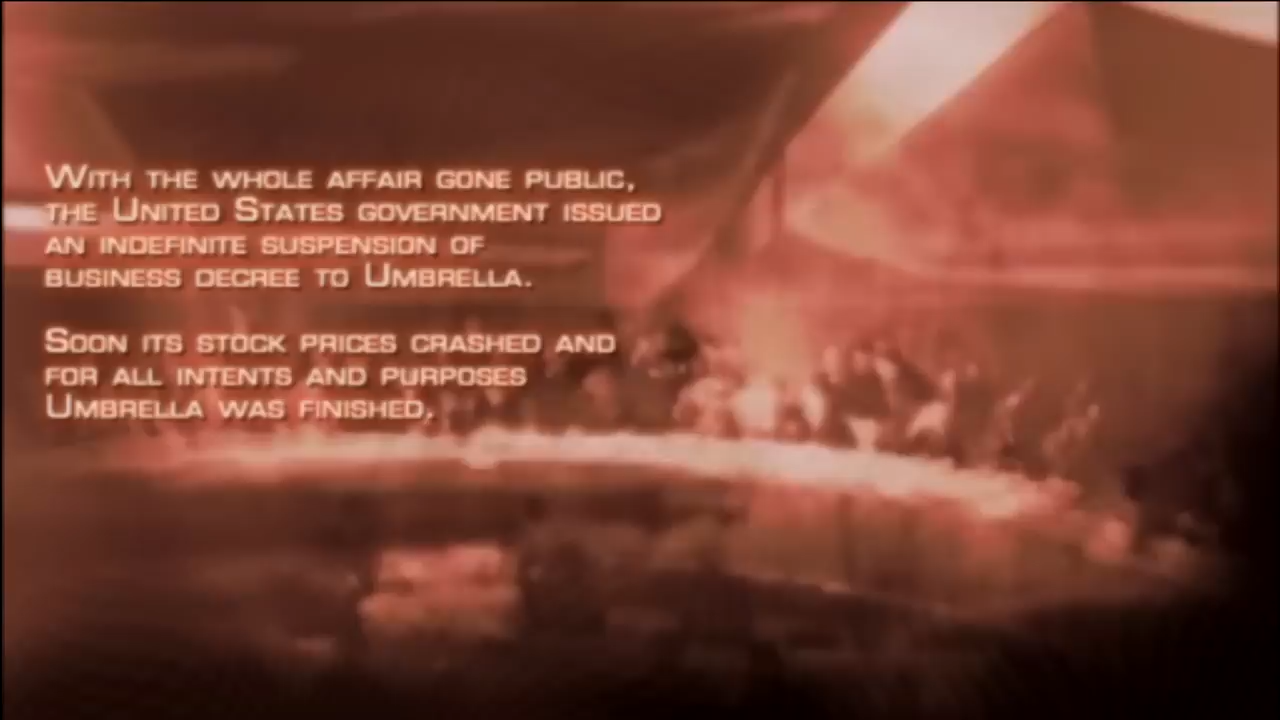 With the whole affair gone public,
the United States government issued
an indefinite suspension of
business decree to Umbrella.
Soon its stock prices crashed and
for all intents and purposes
Umbrella was finished.